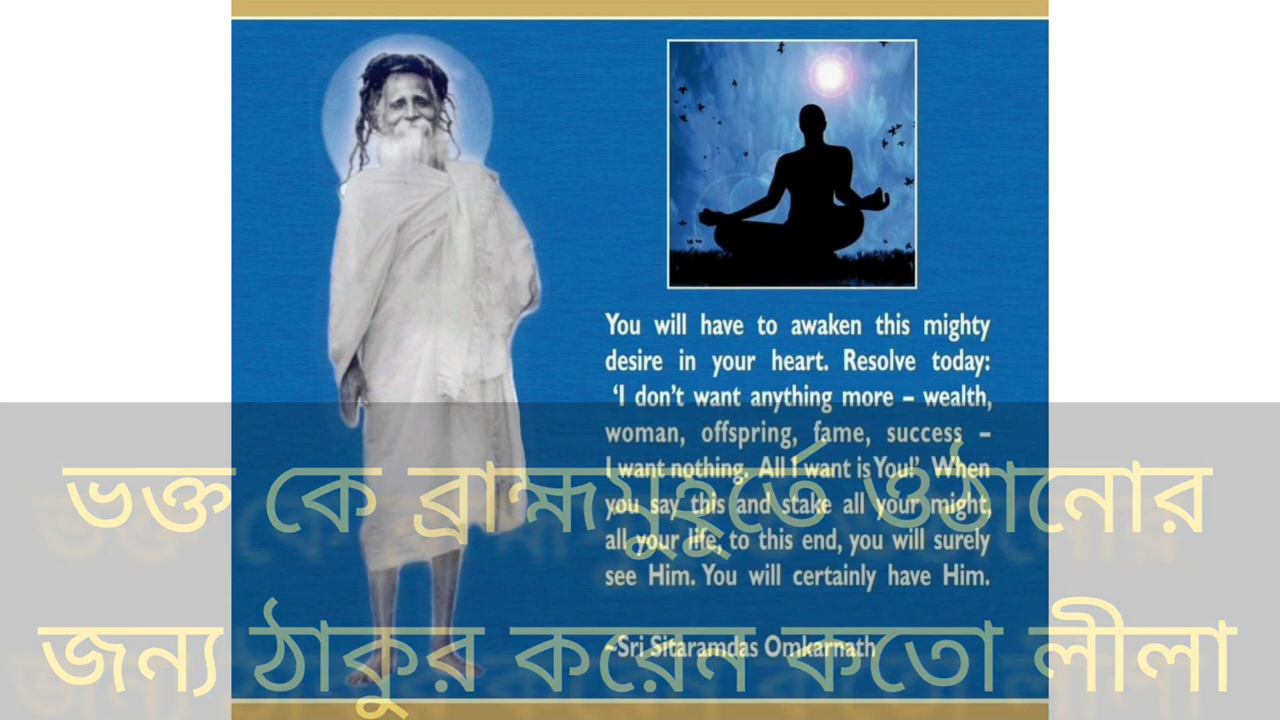 You will have to awaken this mighty
desire in your heart. Resolve today:
‘I don’t want anything more – wealth,
woman, offspring, fame, success –
I want nothing. All I want is You!’. When
you say this and stake all your might,
all your life, to this end, you will surely
see Him. You will certainly have Him.
~Sri Sitaramdas Omkarnath
ভক্ত কে ব্রাহ্মমুহূর্তে ওঠানোর
জন্য ঠাকুর করেন কতো লীলা